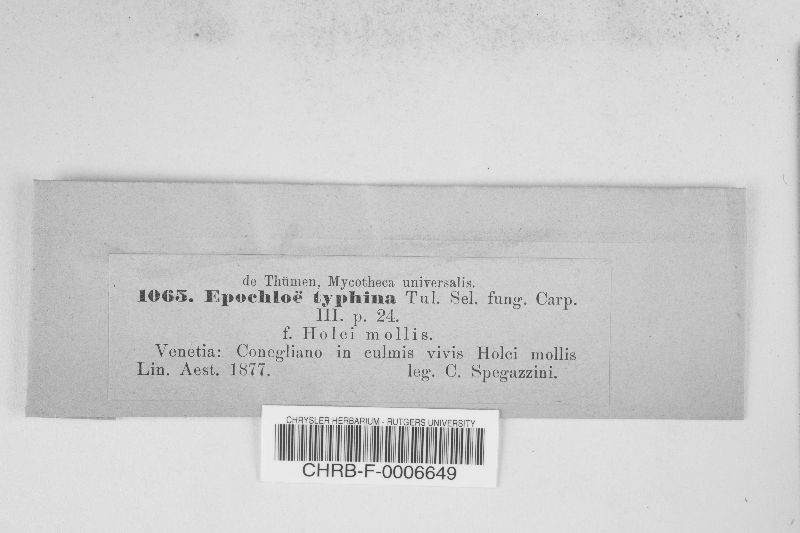 de Thümen, Mycotheca universalis.
1065. Epochloë typhina Tul. Sel. fung. Carp.
III. p. 24.
f. Holci mollis.
Venetia: Conegliano in culmis vivis Holci mollis
Lin. Aest. 1877. leg. C. Spegazzini.
CHRYSLER HERBARIUM - RUTGERS UNIVERSITY
CHRB-F-0006649